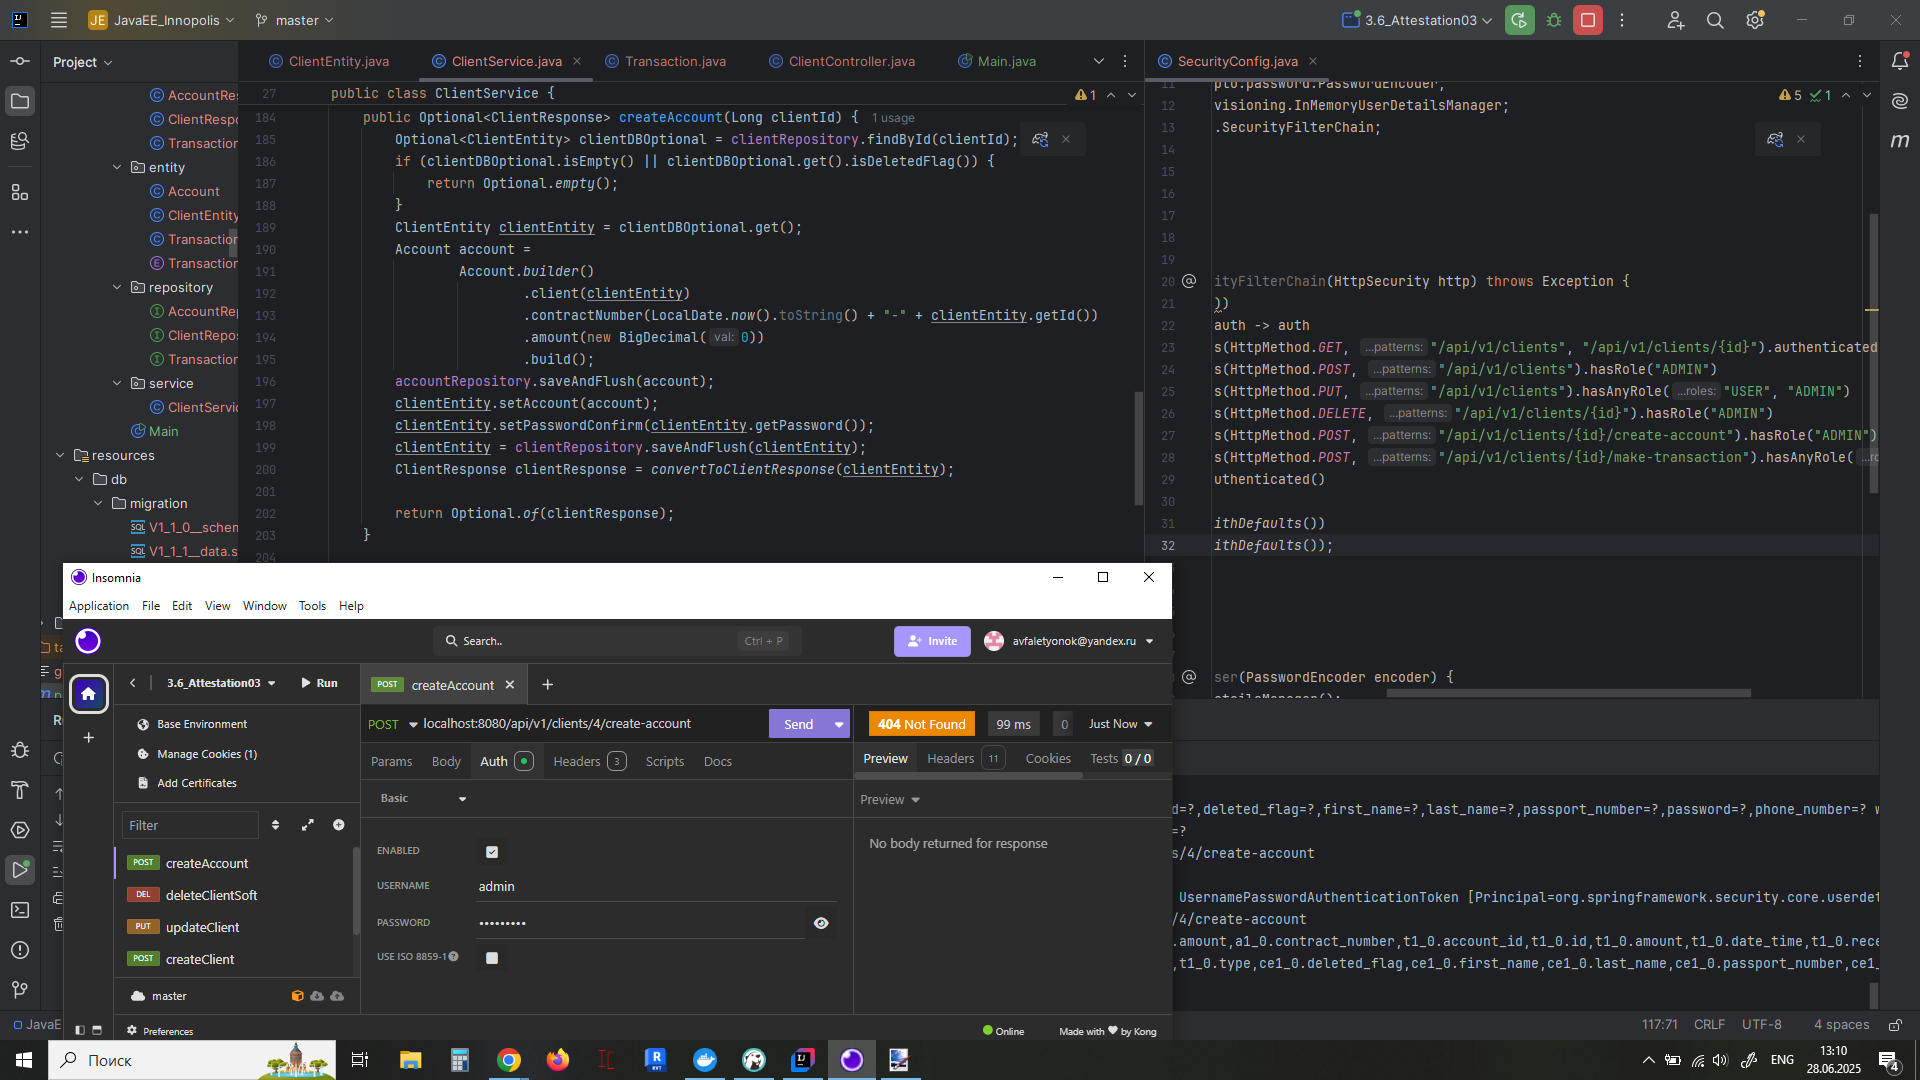 JE JavaEE_Innopolis master 3.6_Attestation03
Project
ClientEntity.java ClientService.java Transaction.java ClientController.java Main.java SecurityConfig.java
AccountRes
ClientRespo
Transaction
entity
Account
ClientEntity
Transaction
Transaction
repository
AccountRep
ClientRepos
Transaction
service
ClientServic
Main
resources
db
migration
V1_1_0__schem
V1_1_1__data.s
27 public class ClientService {
1
184 public Optional<ClientResponse> createAccount(Long clientId) { 1 usage
185 Optional<ClientEntity> clientDBOptional = clientRepository.findById(clientId);
186 if (clientDBOptional.isEmpty() || clientDBOptional.get().isDeletedFlag()) {
187 return Optional.empty();
188 }
189 ClientEntity clientEntity = clientDBOptional.get();
190 Account account =
191 Account.builder()
192 .client(clientEntity)
193 .contractNumber(LocalDate.now().toString() + "-" + clientEntity.getId())
194 .amount(new BigDecimal( val: 0))
195 .build();
196 accountRepository.saveAndFlush(account);
197 clientEntity.setAccount(account);
198 clientEntity.setPasswordConfirm(clientEntity.getPassword());
199 clientEntity = clientRepository.saveAndFlush(clientEntity);
200 ClientResponse clientResponse = convertToClientResponse(clientEntity);
201
202 return Optional.of(clientResponse);
203 }
204
11 pto.password.PasswordEncoder;
5 1
12 visioning.InMemoryUserDetailsManager;
13 .SecurityFilterChain;
14
15
16
17
18
19
20 ityFilterChain(HttpSecurity http) throws Exception {
21 ))
22 auth -> auth
23 s(HttpMethod.GET, ...patterns: "/api/v1/clients", "/api/v1/clients/{id}").authenticated
24 s(HttpMethod.POST, ...patterns: "/api/v1/clients").hasRole("ADMIN")
25 s(HttpMethod.PUT, ...patterns: "/api/v1/clients").hasAnyRole( ...roles: "USER", "ADMIN")
26 s(HttpMethod.DELETE, ...patterns: "/api/v1/clients/{id}").hasRole("ADMIN")
27 s(HttpMethod.POST, ...patterns: "/api/v1/clients/{id}/create-account").hasRole("ADMIN")
28 s(HttpMethod.POST, ...patterns: "/api/v1/clients/{id}/make-transaction").hasAnyRole( ...ro
29 uthenticated()
30
31 ithDefaults())
32 ithDefaults());
ser(PasswordEncoder encoder) {
Insomnia
Application File Edit View Window Tools Help
Search.. Ctrl + P Invite avfaletyonok@yandex.ru
3.6_Attestation03 Run POST createAccount
Base Environment
Manage Cookies (1)
Add Certificates
Filter
POST createAccount
DEL deleteClientSoft
PUT updateClient
POST createClient
master
Preferences
POST localhost:8080/api/v1/clients/4/create-account Send
404 Not Found 99 ms 0 Just Now
Params Body Auth Headers 3 Scripts Docs
Preview Headers 11 Cookies Tests 0 / 0
Basic
Preview
ENABLED
No body returned for response
USERNAME admin
PASSWORD •••••••••
USE ISO 8859-1
Online Made with by Kong
d=?,deleted_flag=?,first_name=?,last_name=?,passport_number=?,password=?,phone_number=? w
=?
s/4/create-account
UsernamePasswordAuthenticationToken [Principal=org.springframework.security.core.userdet
/4/create-account
.amount,a1_0.contract_number,t1_0.account_id,t1_0.id,t1_0.amount,t1_0.date_time,t1_0.rece
,t1_0.type,ce1_0.deleted_flag,ce1_0.first_name,ce1_0.last_name,ce1_0.passport_number,ce1_
JavaE
117:71 CRLF UTF-8 4 spaces
Поиск
ENG
13:10
28.06.2025
4